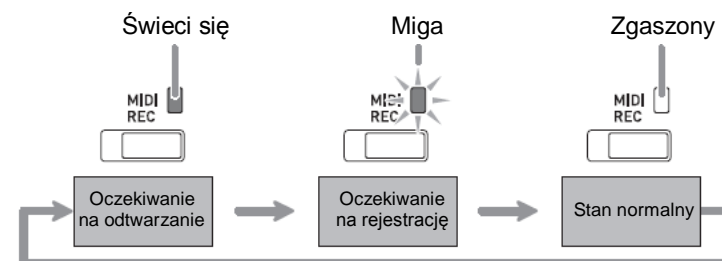 Świeci się
Miga
Zgaszony
MIDI
REC
MIDI
REC
MIDI
REC
Oczekiwanie
na odtwarzanie
Oczekiwanie
na rejestrację
Stan normalny